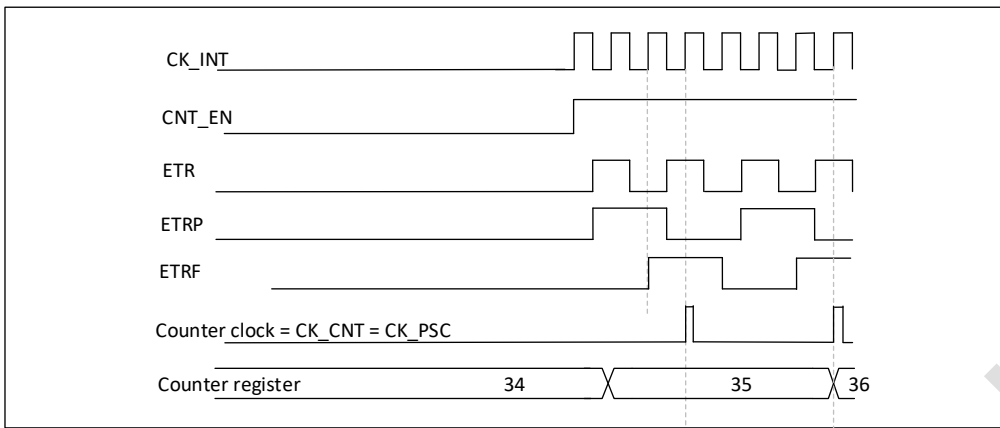 CK_INT
CNT_EN
ETR
ETRP
ETRF
Counter clock = CK_CNT = CK_PSC
Counter register 34 35 36